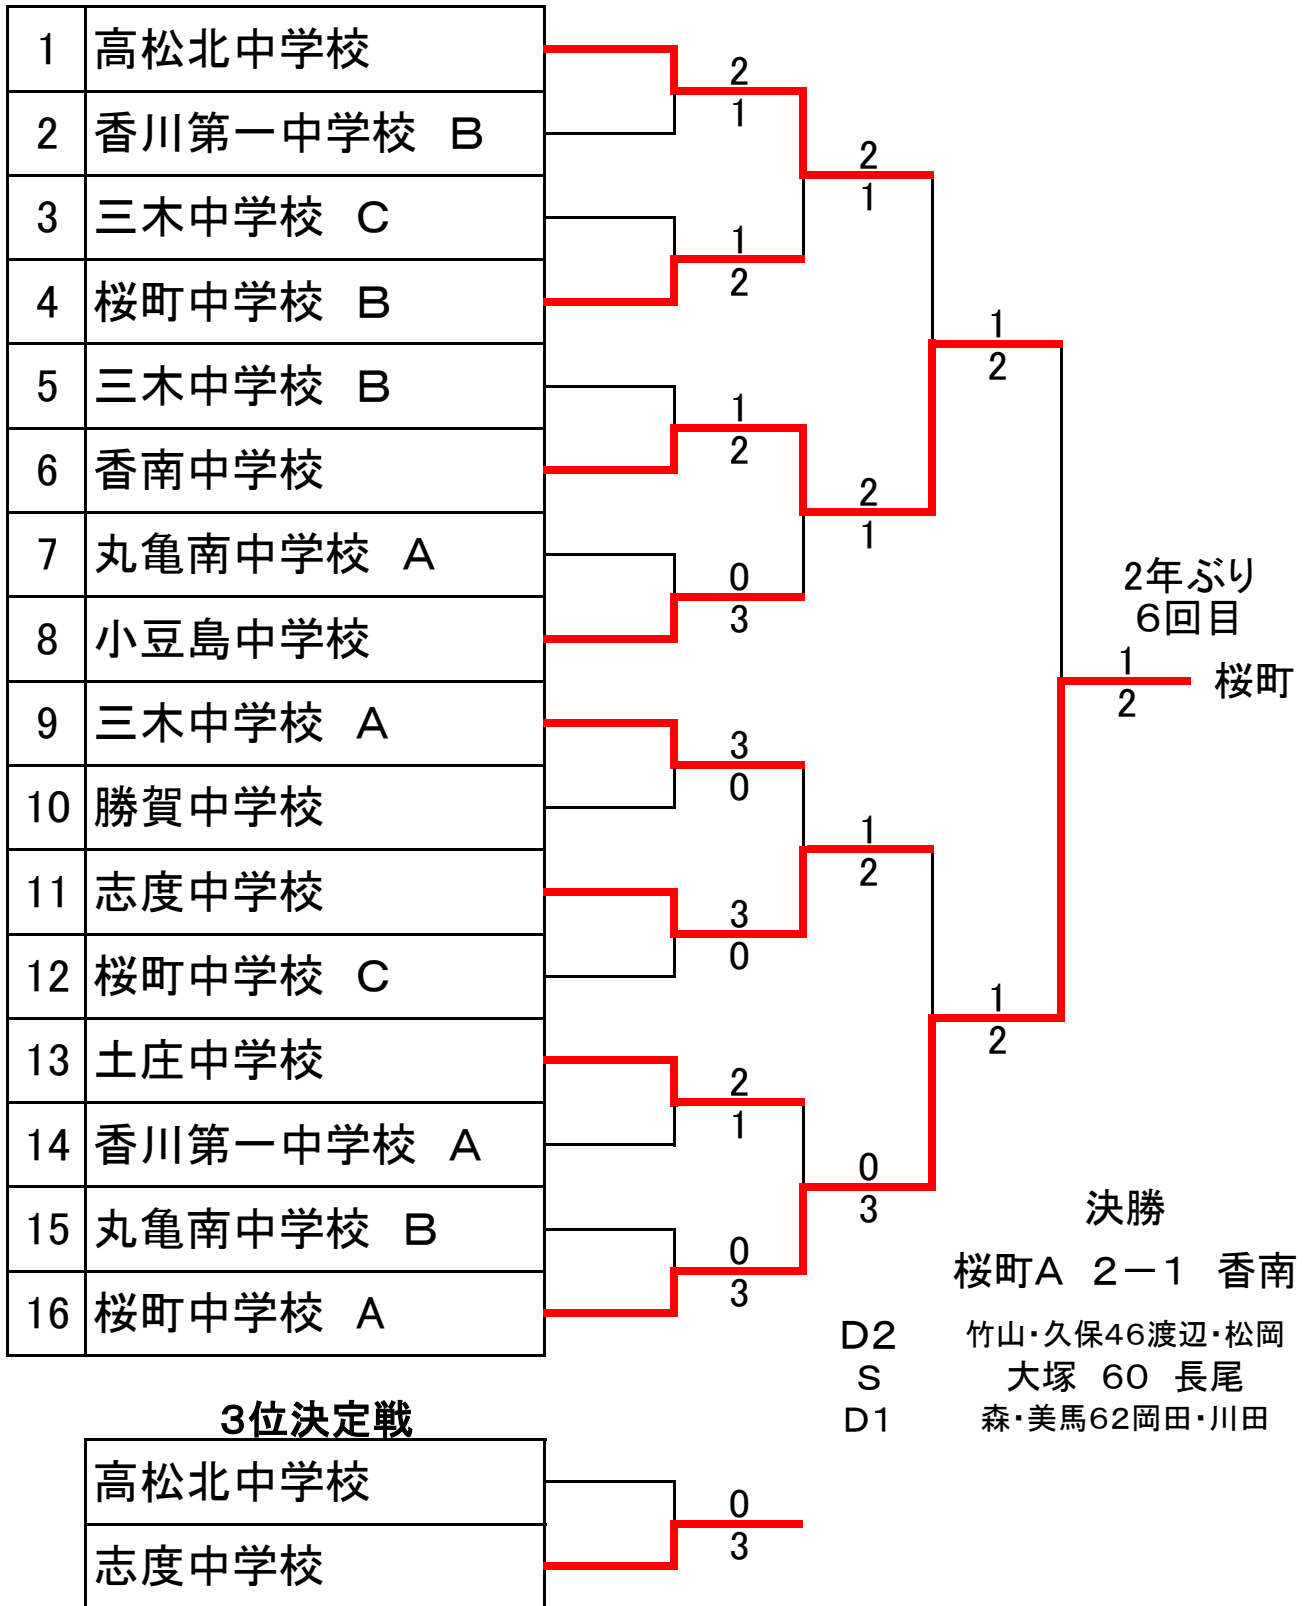 1 高松北中学校
2 香川第一中学校 B
3 三木中学校 C
4 桜町中学校 B
5 三木中学校 B
6 香南中学校
7 丸亀南中学校 A
8 小豆島中学校
9 三木中学校 A
10 勝賀中学校
11 志度中学校
12 桜町中学校 C
13 土庄中学校
14 香川第一中学校 A
15 丸亀南中学校 B
16 桜町中学校 A
2
1
1
2
1
2
0
3
3
0
3
0
2
1
0
3
2
1
2
1
1
2
0
3
1
2
1
2
2年ぶり
6回目
1
2
桜町
決勝
桜町A 2-1 香南
D2 竹山・久保46渡辺・松岡
S 大塚 60 長尾
D1 森・美馬62岡田・川田
3位決定戦
高松北中学校
志度中学校
0
3